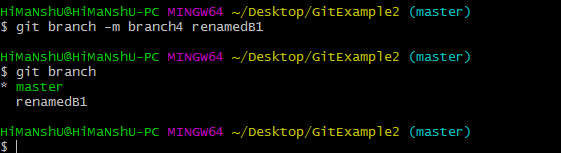 HiMaNshU@HiMaNshU-PC MINGW64 ~/Desktop/GitExample2 (master)
$ git branch -m branch4 renamedB1
HiMaNshU@HiMaNshU-PC MINGW64 ~/Desktop/GitExample2 (master)
$ git branch
* master
  renamedB1
HiMaNshU@HiMaNshU-PC MINGW64 ~/Desktop/GitExample2 (master)
$